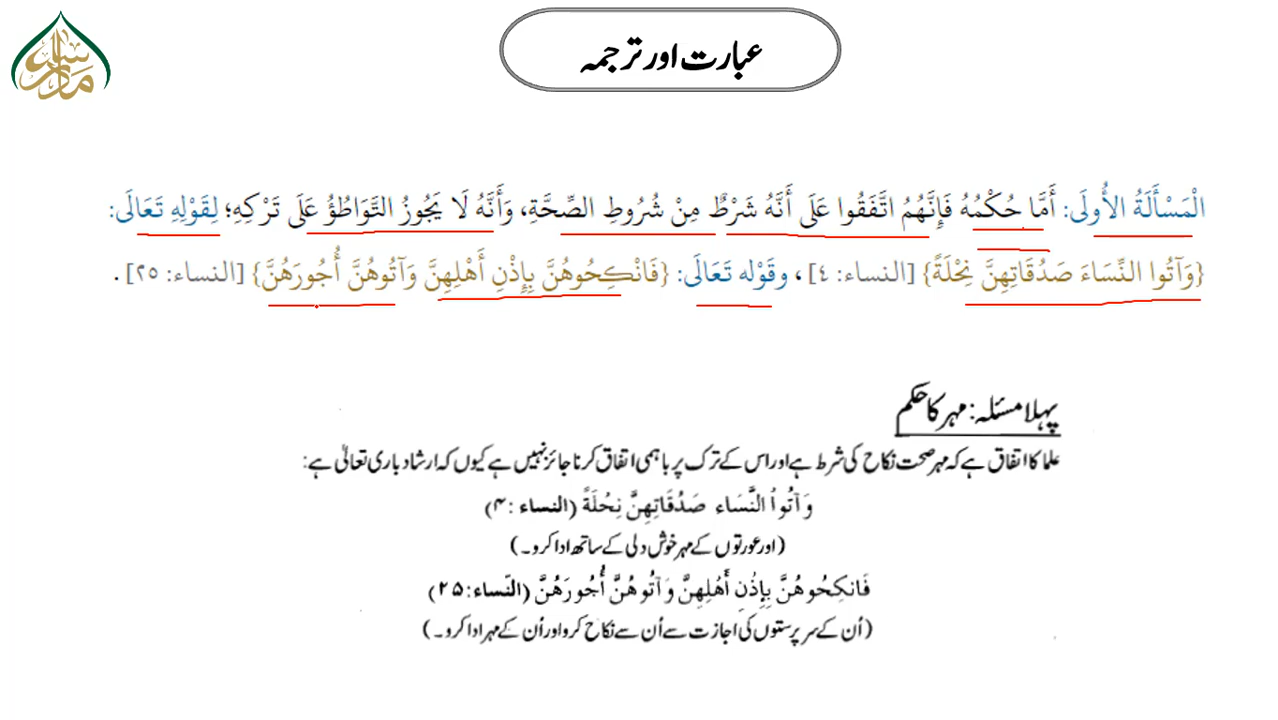 عبارت اور ترجمہ
الْمَسْأَلَةُ الأُولَى: أَمَّا حُكْمُهُ فَإِنَّهُمُ اتَّفَقُوا عَلَى أَنَّهُ شَرْطٌ مِنْ شُرُوطِ الصِّحَّةِ، وَأَنَّهُ لَا يَجُوزُ التَّوَاطُؤُ عَلَى تَرْكِهِ؛ لِقَوْلِهِ تَعَالَى:
{وَآتُوا النِّسَاءَ صَدُقَاتِهِنَّ نِحْلَةً} [النساء: ٤] ، وقَوْله تَعَالَى: {فَانْكِحُوهُنَّ بِإِذْنِ أَهْلِهِنَّ وَآتُوهُنَّ أُجُورَهُنَّ} [النساء: ٢٥] .
پہلا مسئلہ: مہر کا حکم
علما کا اتفاق ہے کہ مہر صحت نکاح کی شرط ہے اور اس کے ترک پر باہمی اتفاق کرنا جائز نہیں ہے کیوں کہ ارشاد باری تعالیٰ ہے:
وَآتُواْ النَّسَاء صَدُقَاتِهِنَّ نِحْلَةً (النساء :۴)
(اور عورتوں کے مہر خوش دلی کے ساتھ ادا کرو۔)
فَانكِحُوهُنَّ بِإِذْنِ أَهْلِهِنَّ وَآتُوهُنَّ أُجُورَهُنَّ (النّساء:۲۵)
(اُن کے سرپرستوں کی اجازت سے اُن سے نکاح کرو اور اُن کے مہر ادا کرو۔)